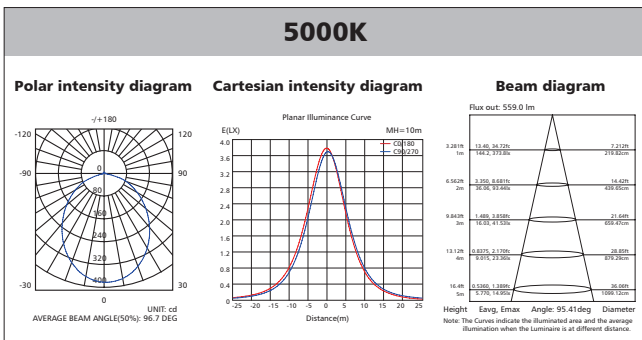 5000K
Polar intensity diagram
Cartesian intensity diagram
Beam diagram
-/+180
-120
120
-90
90
-30
30
0
0
80
160
240
320
400
UNIT: cd
AVERAGE BEAM ANGLE(50%): 96.7 DEG
Planar Illuminance Curve
E(LX)
MH=10m
C0/180
C90/270
4.0
3.6
3.2
2.8
2.4
2.0
1.6
1.2
0.8
0.4
0
-25 -20 -15 -10 -5 0 5 10 15 20 25
Distance(m)
Flux out: 559.0 lm
3.281ft 13.40, 34.72fc 7.212ft
1m 144.2, 373.8lx 219.82cm
6.562ft 3.350, 8.681fc 14.42ft
2m 36.06, 93.44lx 439.65cm
9.843ft 1.489, 3.858fc 21.64ft
3m 16.03, 41.53lx 659.47cm
13.12ft 0.8375, 2.170fc 28.85ft
4m 9.015, 23.36lx 879.29cm
16.4ft 0.5360, 1.389fc 36.06ft
5m 5.770, 14.95lx 1099.12cm
Height Eavg, Emax Angle: 95.41deg Diameter
Note: The Curves indicate the illuminated area and the average
illumination when the Luminaire is at different distance.